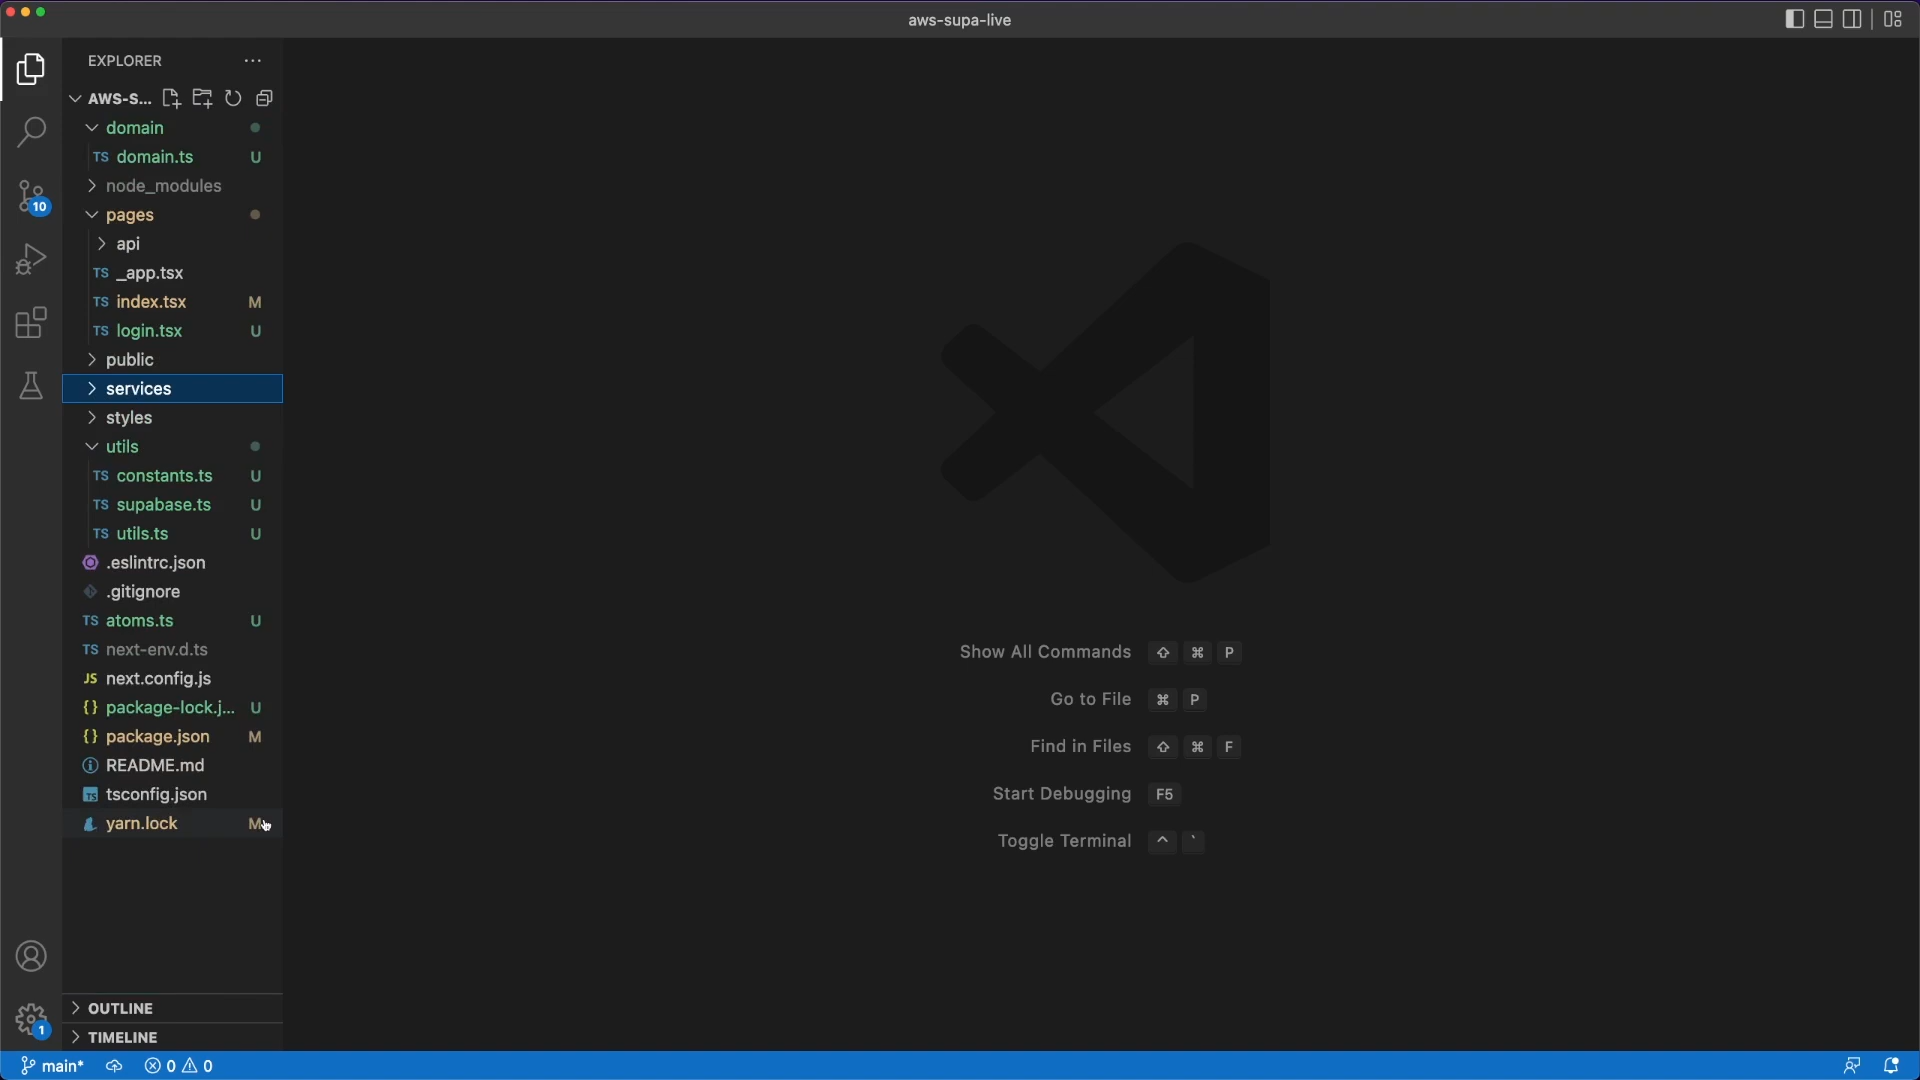 aws-supa-live
EXPLORER
AWS-S...
domain
TS domain.ts U
node_modules
pages
api
TS _app.tsx
TS index.tsx M
TS login.tsx U
public
services
styles
utils
TS constants.ts U
TS supabase.ts U
TS utils.ts U
.eslintrc.json
.gitignore
TS atoms.ts U
TS next-env.d.ts
JS next.config.js
{} package-lock.j... U
{} package.json M
README.md
TS tsconfig.json
yarn.lock M
10
Show All Commands ⇧ ⌘ P
Go to File ⌘ P
Find in Files ⇧ ⌘ F
Start Debugging F5
Toggle Terminal ^ `
OUTLINE
1
TIMELINE
main* 0 0